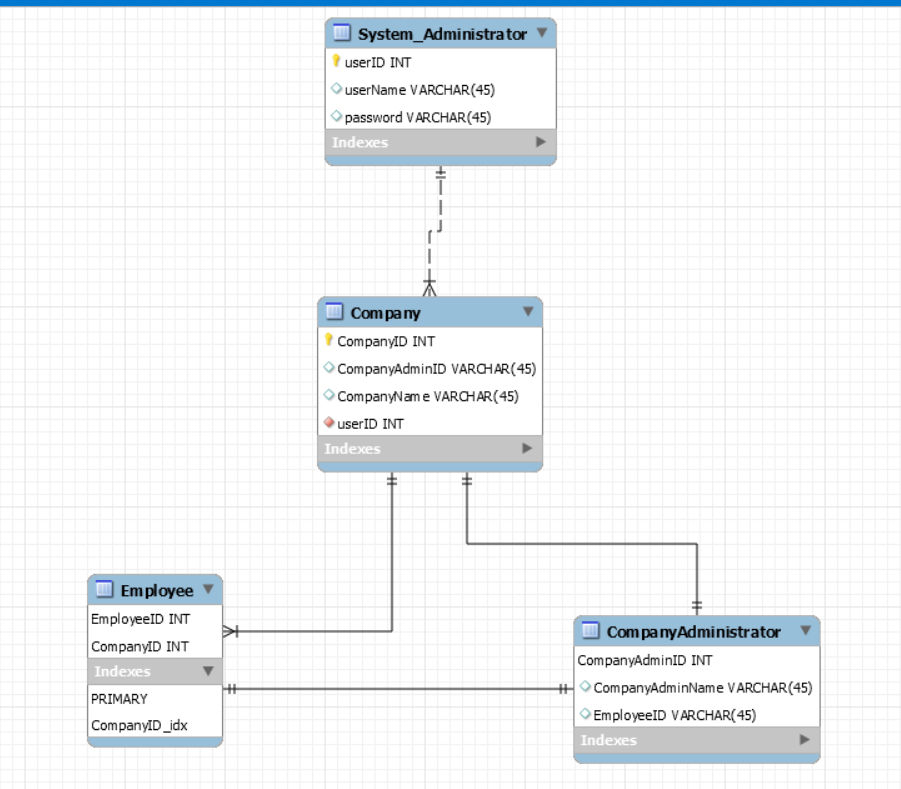 System_Administrator
userID INT
userName VARCHAR(45)
password VARCHAR(45)
Indexes
Company
CompanyID INT
CompanyAdminID VARCHAR(45)
CompanyName VARCHAR(45)
userID INT
Indexes
Employee
EmployeeID INT
CompanyID INT
Indexes
PRIMARY
CompanyID_idx
CompanyAdministrator
CompanyAdminID INT
CompanyAdminName VARCHAR(45)
EmployeeID VARCHAR(45)
Indexes